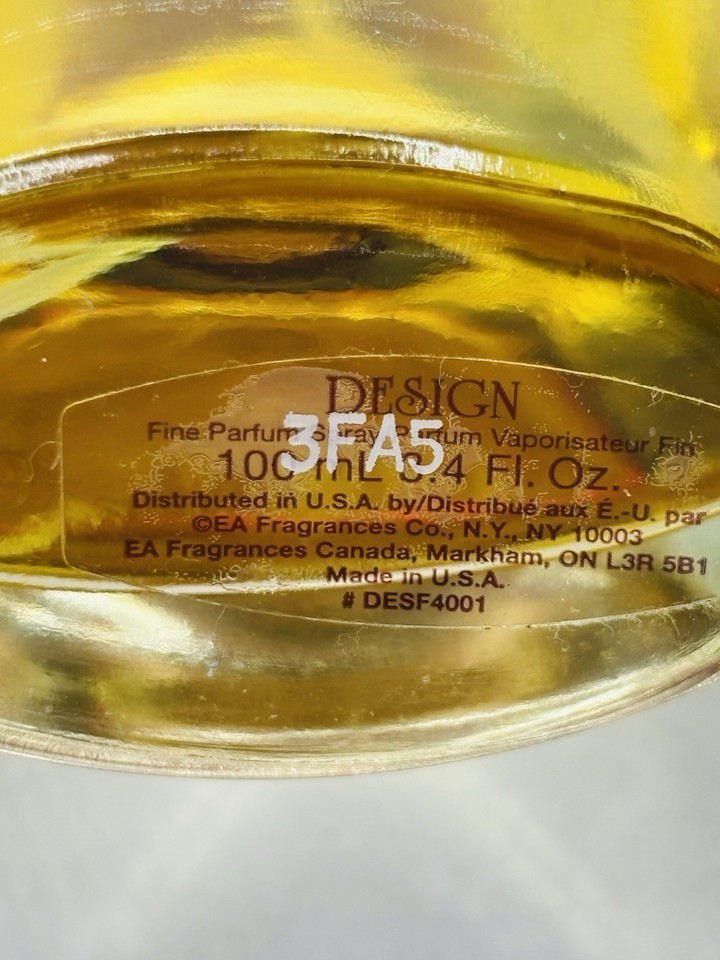 DESIGN
Fine Parfum Spray Parfum Vaporisateur Fin
3FA5
100 mL 3.4 Fl. Oz.
Distributed in U.S.A. by/Distribué aux É.-U. par
©EA Fragrances Co., N.Y., NY 10003
EA Fragrances Canada, Markham, ON L3R 5B1
Made in U.S.A.
# DESF4001